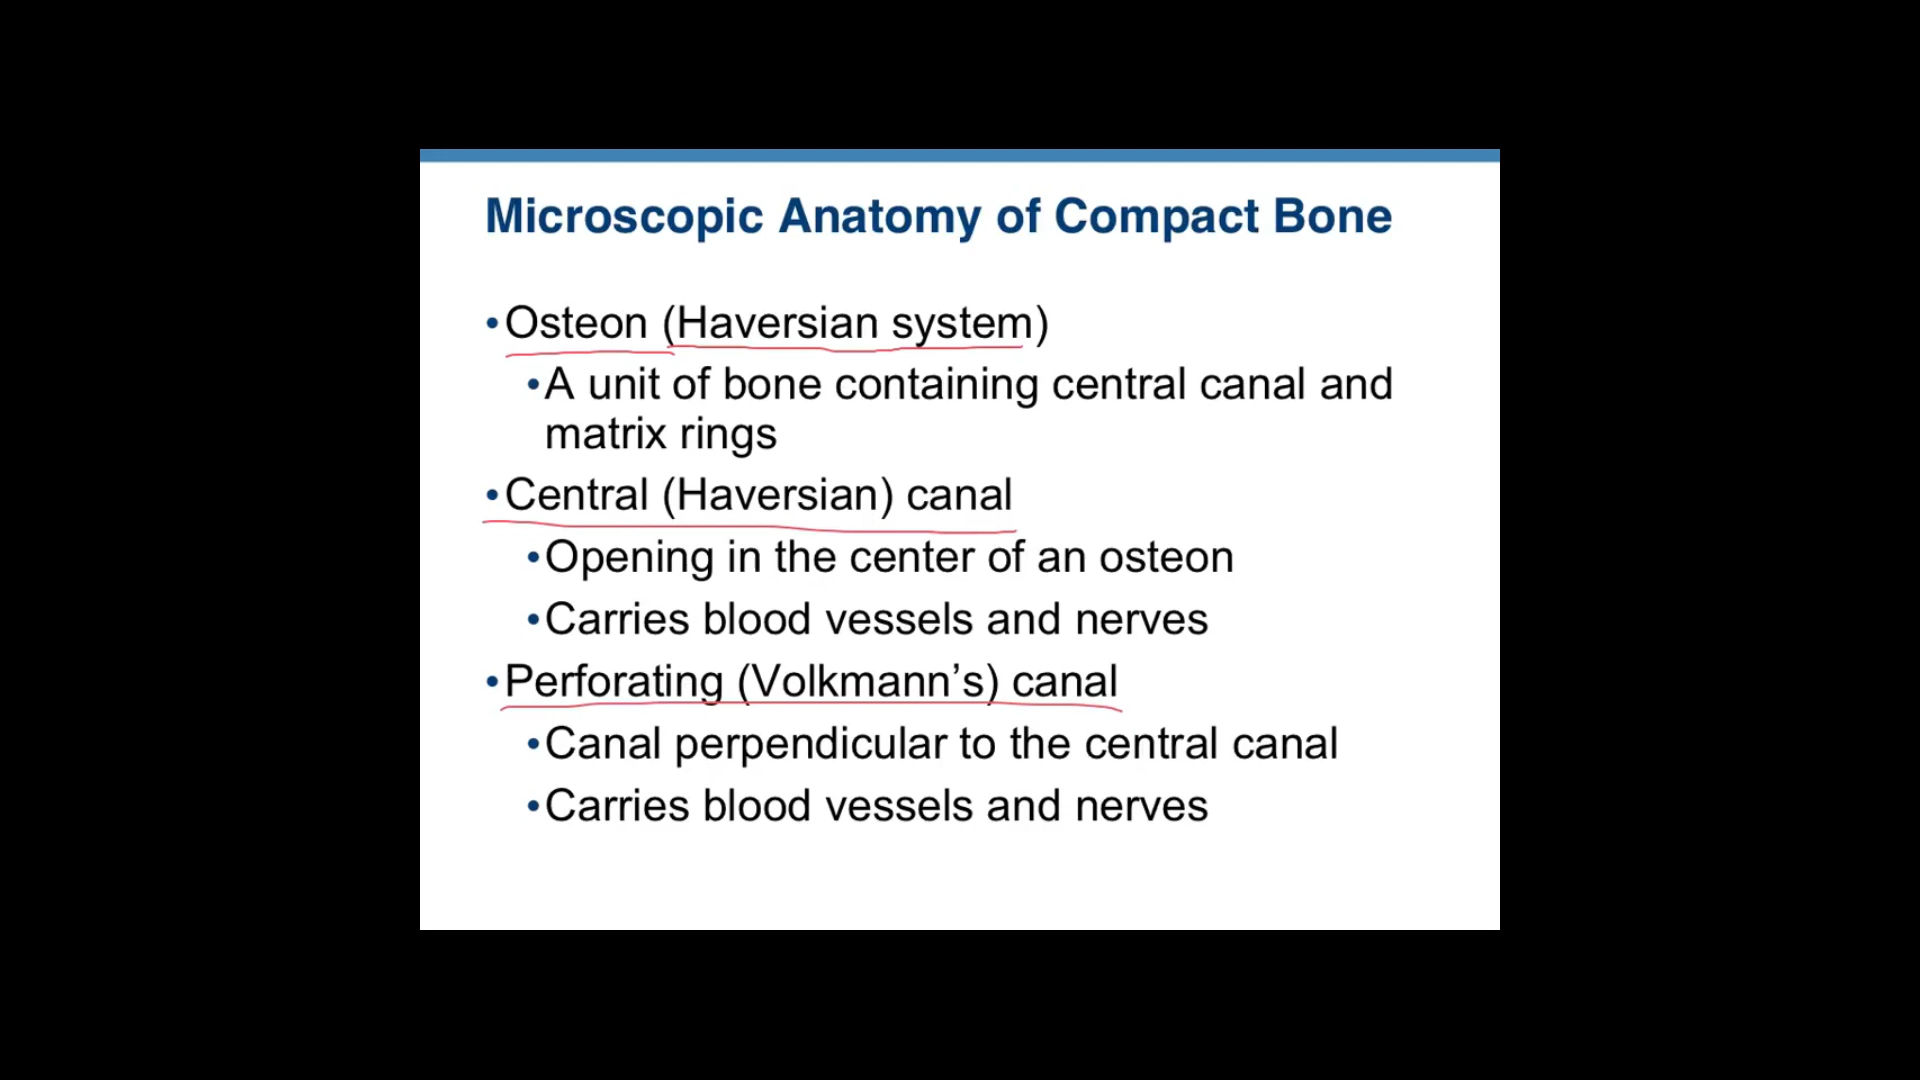 Microscopic Anatomy of Compact Bone
•Osteon (Haversian system)
•A unit of bone containing central canal and
matrix rings
•Central (Haversian) canal
•Opening in the center of an osteon
•Carries blood vessels and nerves
•Perforating (Volkmann’s) canal
•Canal perpendicular to the central canal
•Carries blood vessels and nerves